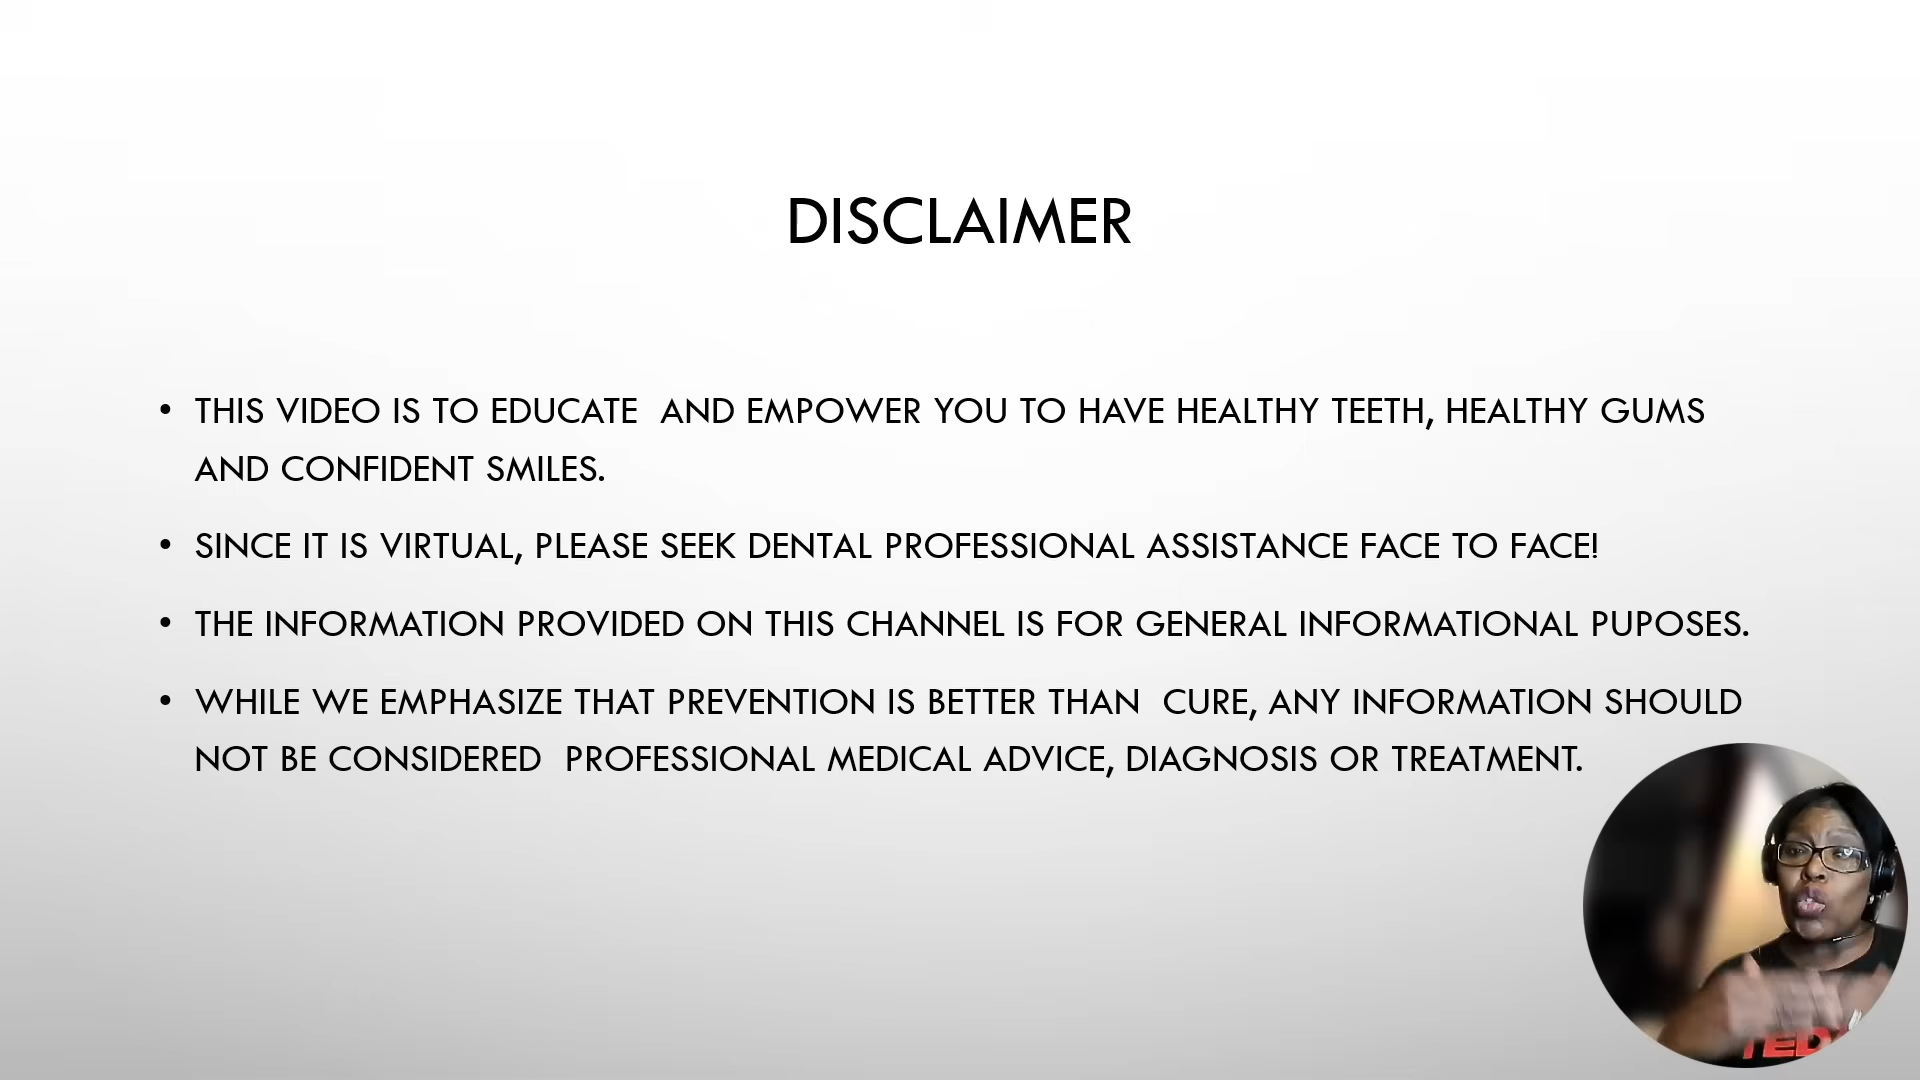 DISCLAIMER
• THIS VIDEO IS TO EDUCATE  AND EMPOWER YOU TO HAVE HEALTHY TEETH, HEALTHY GUMS
AND CONFIDENT SMILES.
• SINCE IT IS VIRTUAL, PLEASE SEEK DENTAL PROFESSIONAL ASSISTANCE FACE TO FACE!
• THE INFORMATION PROVIDED ON THIS CHANNEL IS FOR GENERAL INFORMATIONAL PUPOSES.
• WHILE WE EMPHASIZE THAT PREVENTION IS BETTER THAN  CURE, ANY INFORMATION SHOULD
NOT BE CONSIDERED  PROFESSIONAL MEDICAL ADVICE, DIAGNOSIS OR TREATMENT.